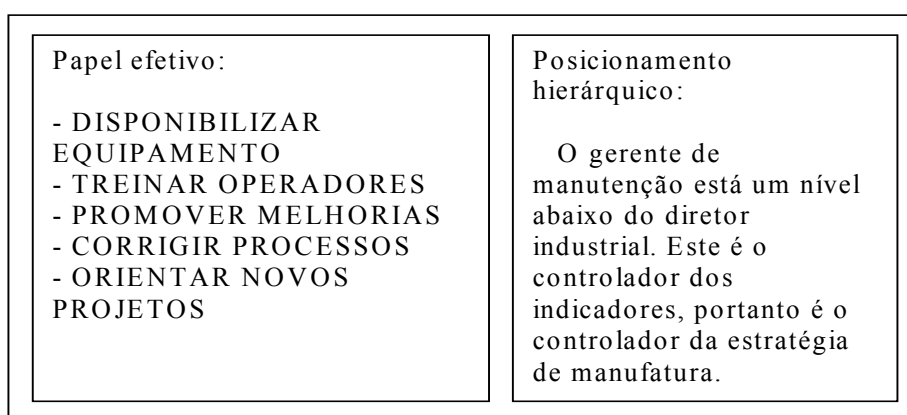 Papel efetivo:
- DISPONIBILIZAR
EQUIPAMENTO
- TREINAR OPERADORES
- PROMOVER MELHORIAS
- CORRIGIR PROCESSOS
- ORIENTAR NOVOS
PROJETOS
Posicionamento
hierárquico:
O gerente de
manutenção está um nível
abaixo do diretor
industrial. Este é o
controlador dos
indicadores, portanto é o
controlador da estratégia
de manufatura.